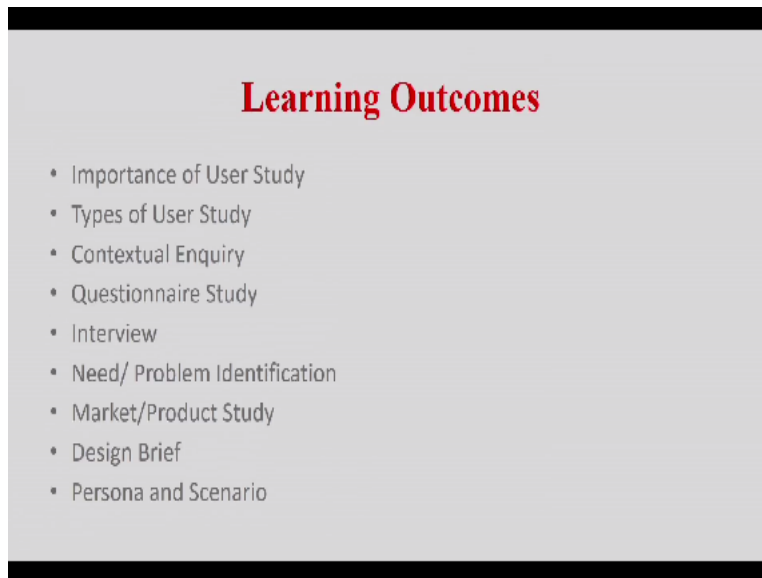 Learning Outcomes
• Importance of User Study
• Types of User Study
• Contextual Enquiry
• Questionnaire Study
• Interview
• Need/ Problem Identification
• Market/Product Study
• Design Brief
• Persona and Scenario